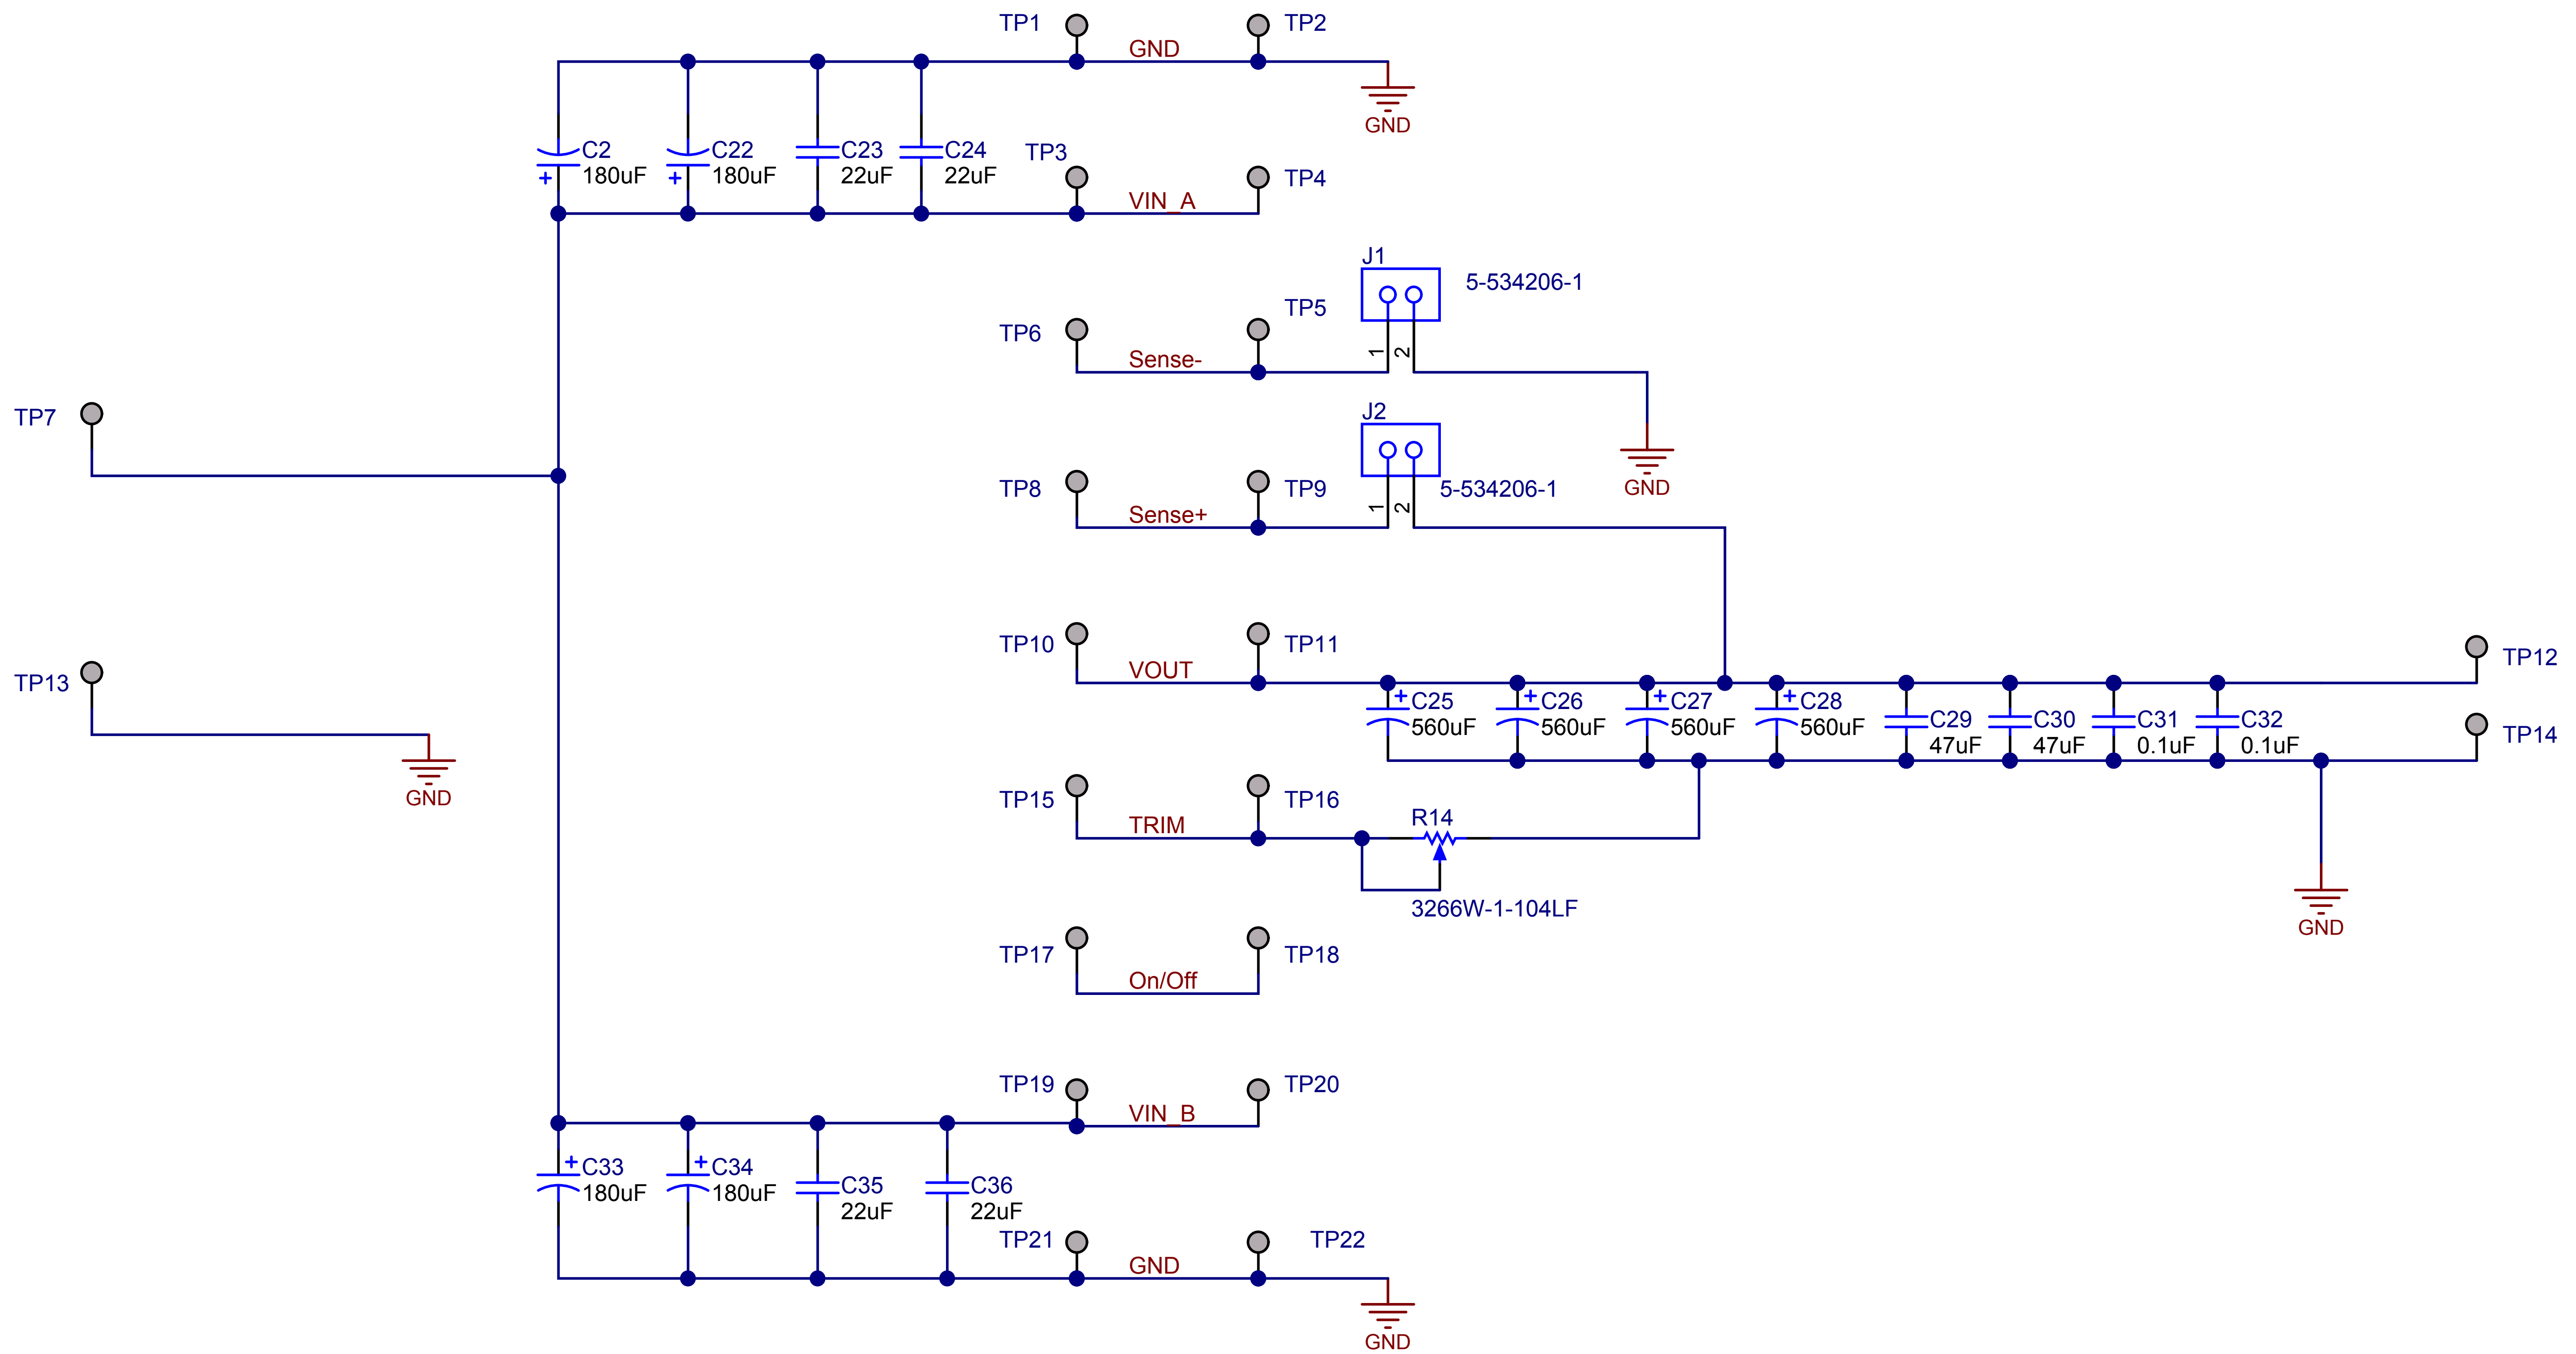 TP1
TP2
GND
GND
C2
180uF
C22
180uF
C23
22uF
C24
22uF
TP3
VIN_A
TP4
J1
5-534206-1
TP6
Sense-
TP5
1
2
GND
TP7
J2
5-534206-1
TP8
Sense+
TP9
1
2
TP10
VOUT
TP11
TP12
TP13
GND
C25
560uF
C26
560uF
C27
560uF
C28
560uF
C29
47uF
C30
47uF
C31
0.1uF
C32
0.1uF
TP14
TP15
TRIM
TP16
R14
3266W-1-104LF
GND
TP17
On/Off
TP18
TP19
VIN_B
TP20
C33
180uF
C34
180uF
C35
22uF
C36
22uF
TP21
GND
TP22
GND